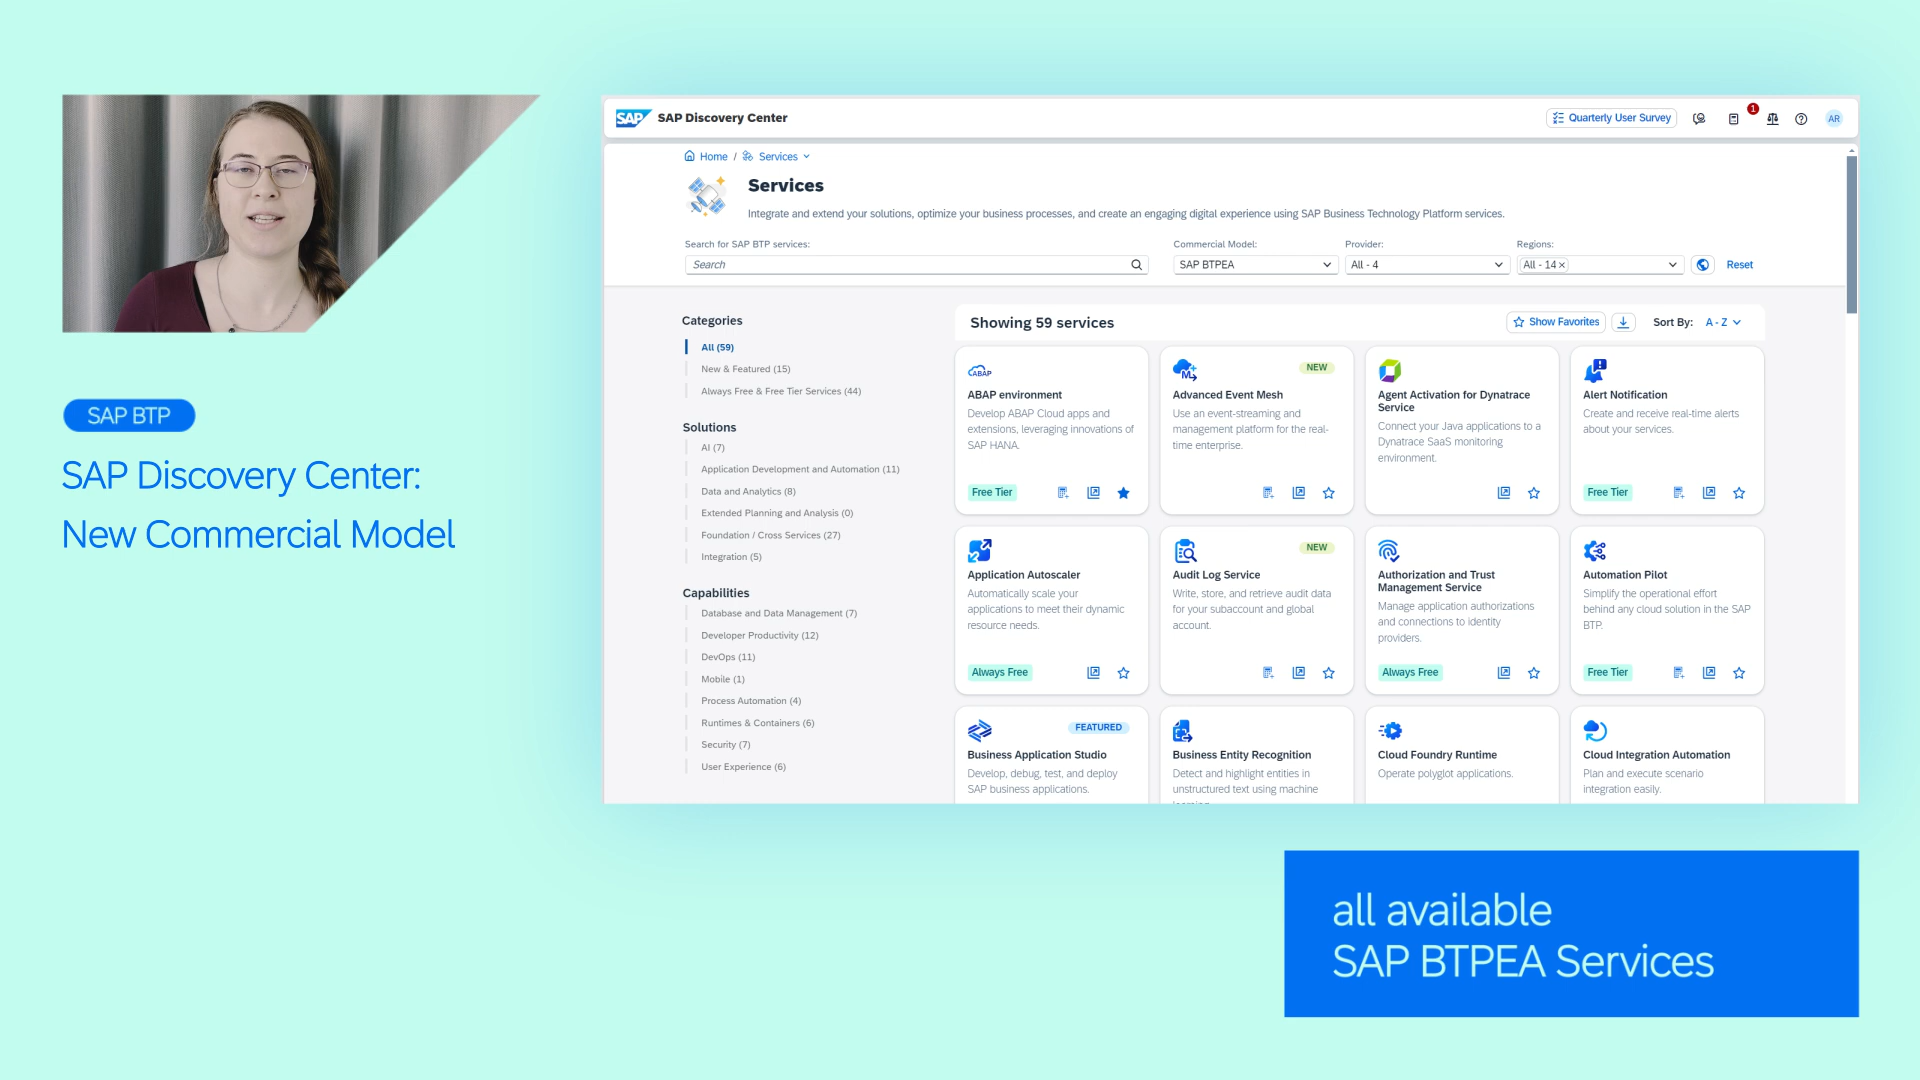 SAP BTP
SAP Discovery Center:
New Commercial Model
SAP SAP Discovery Center
Quarterly User Survey
1
AR
Home / Services
Services
Integrate and extend your solutions, optimize your business processes, and create an engaging digital experience using SAP Business Technology Platform services.
Search for SAP BTP services:
Search
Commercial Model:
SAP BTPEA
Provider:
All - 4
Regions:
All - 14
Reset
Categories
All (59)
New & Featured (15)
Always Free & Free Tier Services (44)
Solutions
AI (7)
Application Development and Automation (11)
Data and Analytics (8)
Extended Planning and Analysis (0)
Foundation / Cross Services (27)
Integration (5)
Capabilities
Database and Data Management (7)
Developer Productivity (12)
DevOps (11)
Mobile (1)
Process Automation (4)
Runtimes & Containers (6)
Security (7)
User Experience (6)
Showing 59 services
Show Favorites
Sort By: A - Z
ABAP
ABAP environment
Develop ABAP Cloud apps and
extensions, leveraging innovations of
SAP HANA.
Free Tier
NEW
Advanced Event Mesh
Use an event-streaming and
management platform for the real-
time enterprise.
Agent Activation for Dynatrace
Service
Connect your Java applications to a
Dynatrace SaaS monitoring
environment.
Alert Notification
Create and receive real-time alerts
about your services.
Free Tier
Application Autoscaler
Automatically scale your
applications to meet their dynamic
resource needs.
Always Free
NEW
Audit Log Service
Write, store, and retrieve audit data
for your subaccount and global
account.
Authorization and Trust
Management Service
Manage application authorizations
and connections to identity
providers.
Always Free
Automation Pilot
Simplify the operational effort
behind any cloud solution in the SAP
BTP.
Free Tier
FEATURED
Business Application Studio
Develop, debug, test, and deploy
SAP business applications.
Business Entity Recognition
Detect and highlight entities in
unstructured text using machine
Cloud Foundry Runtime
Operate polyglot applications.
Cloud Integration Automation
Plan and execute scenario
integration easily.
all available
SAP BTPEA Services